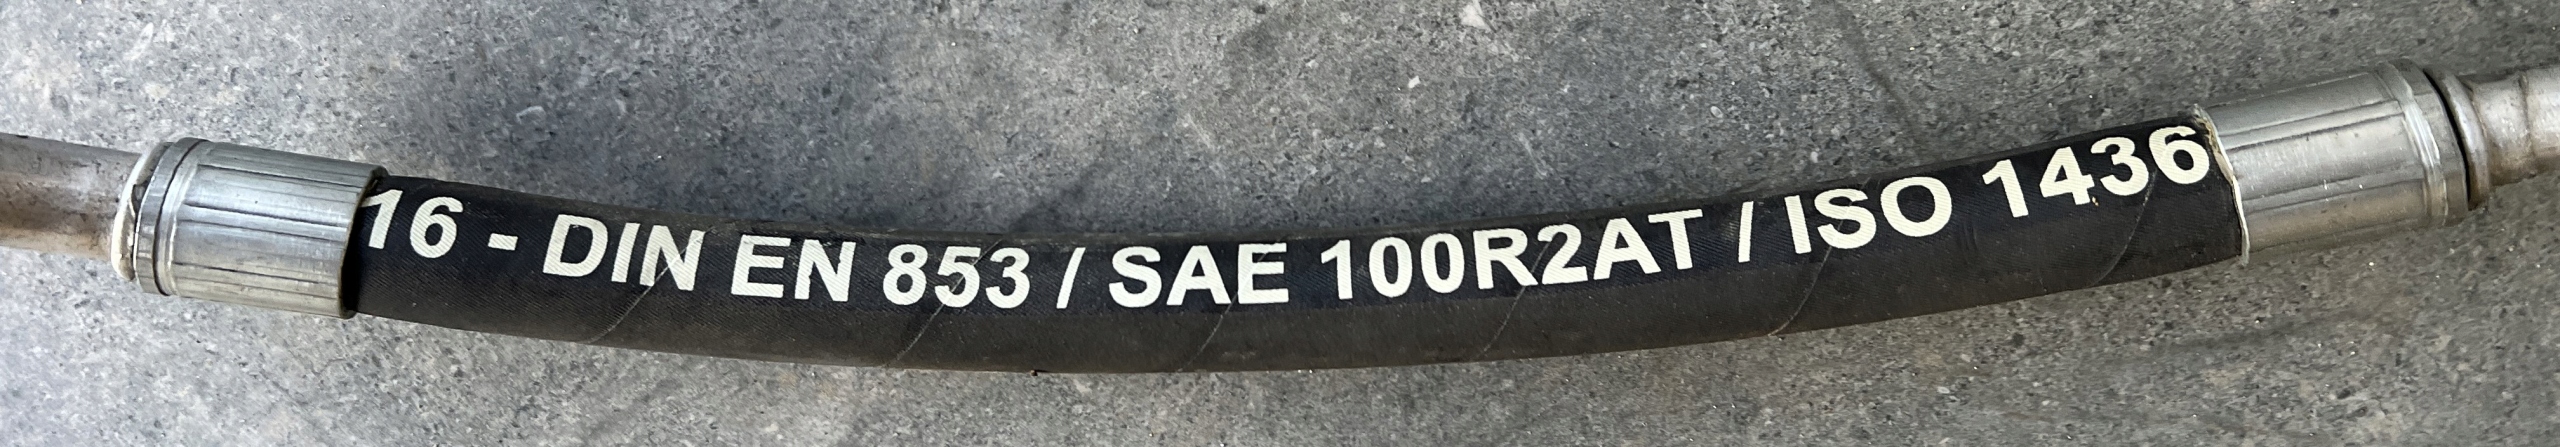 16 - DIN EN 853 / SAE 100R2AT / ISO 1436